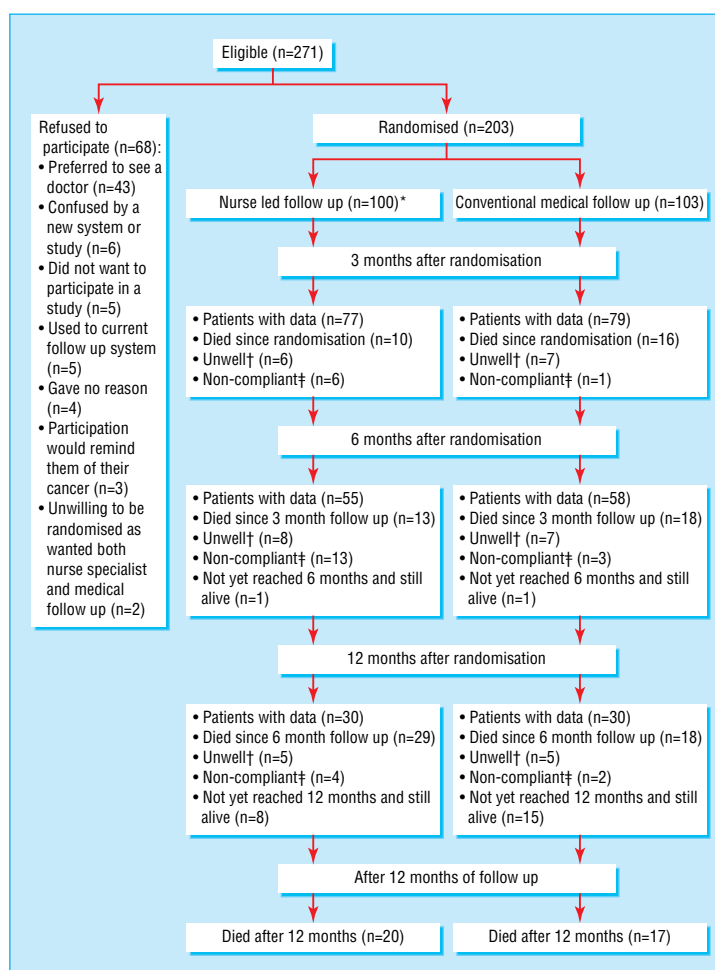 Eligible (n=271)
Refused to
participate (n=68):
• Preferred to see a
doctor (n=43)
• Confused by a
new system or
study (n=6)
• Did not want to
participate in a
study (n=5)
• Used to current
follow up system
(n=5)
• Gave no reason
(n=4)
• Participation
would remind
them of their
cancer (n=3)
• Unwilling to be
randomised as
wanted both
nurse specialist
and medical
follow up (n=2)
Randomised (n=203)
Nurse led follow up (n=100)*
Conventional medical follow up (n=103)
3 months after randomisation
• Patients with data (n=77)
• Died since randomisation (n=10)
• Unwell† (n=6)
• Non-compliant‡ (n=6)
• Patients with data (n=79)
• Died since randomisation (n=16)
• Unwell† (n=7)
• Non-compliant‡ (n=1)
6 months after randomisation
• Patients with data (n=55)
• Died since 3 month follow up (n=13)
• Unwell† (n=8)
• Non-compliant‡ (n=13)
• Not yet reached 6 months and still
alive (n=1)
• Patients with data (n=58)
• Died since 3 month follow up (n=18)
• Unwell† (n=7)
• Non-compliant‡ (n=3)
• Not yet reached 6 months and still
alive (n=1)
12 months after randomisation
• Patients with data (n=30)
• Died since 6 month follow up (n=29)
• Unwell† (n=5)
• Non-compliant‡ (n=4)
• Not yet reached 12 months and still
alive (n=8)
• Patients with data (n=30)
• Died since 6 month follow up (n=18)
• Unwell† (n=5)
• Non-compliant‡ (n=2)
• Not yet reached 12 months and still
alive (n=15)
After 12 months of follow up
Died after 12 months (n=20)
Died after 12 months (n=17)